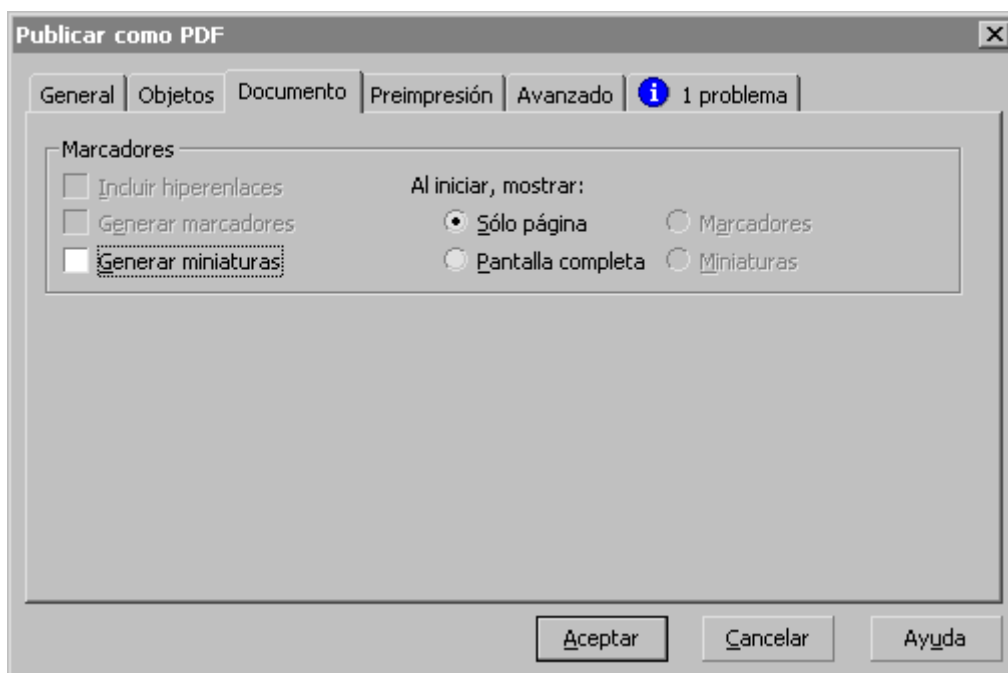 Publicar como PDF
General Objetos Documento Preimpresión Avanzado i 1 problema
Marcadores
Incluir hiperenlaces Al iniciar, mostrar:
Generar marcadores Sólo página Marcadores
Generar miniaturas Pantalla completa Miniaturas
Aceptar Cancelar Ayuda